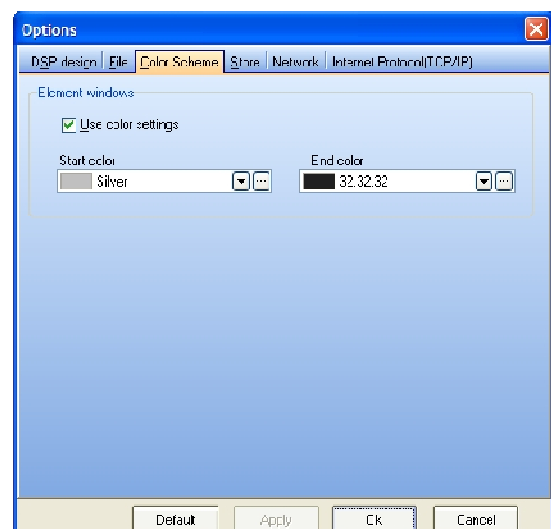 Options
DSP design File Color Scheme Store Network Internet Protocol(TCP/IP)
Element windows
Use color settings
Start color End color
Silver 32.32.32
Default Apply Ok Cancel